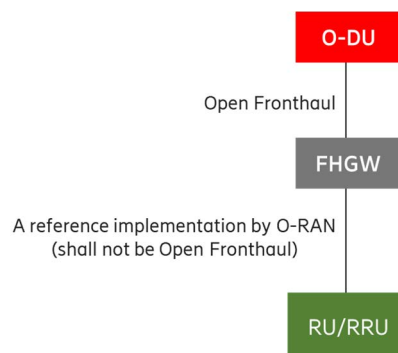 O-DU
Open Fronthaul
FHGW
A reference implementation by O-RAN
(shall not be Open Fronthaul)
RU/RRU